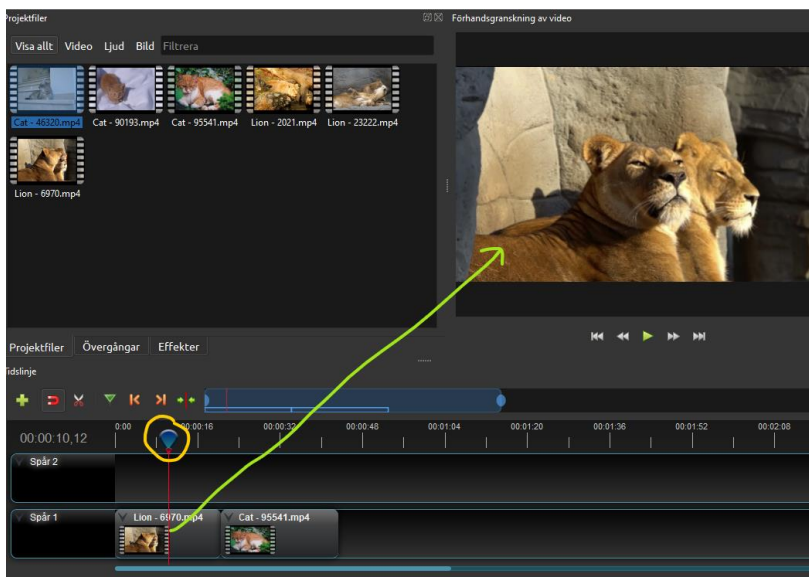 Projektfiler
Förhandsgranskning av video
Visa allt Video Ljud Bild Filtrera
Cat - 46320.mp4 Cat - 90193.mp4 Cat - 95541.mp4 Lion - 2021.mp4 Lion - 23222.mp4
Lion - 6970.mp4
Projektfiler Övergångar Effekter
Tidslinje
00:00:10,12
0:00 00:00:16 00:00:32 00:00:48 00:01:04 00:01:20 00:01:36 00:01:52 00:02:08
Spår 2
Spår 1
Lion - 6970.mp4 Cat - 95541.mp4